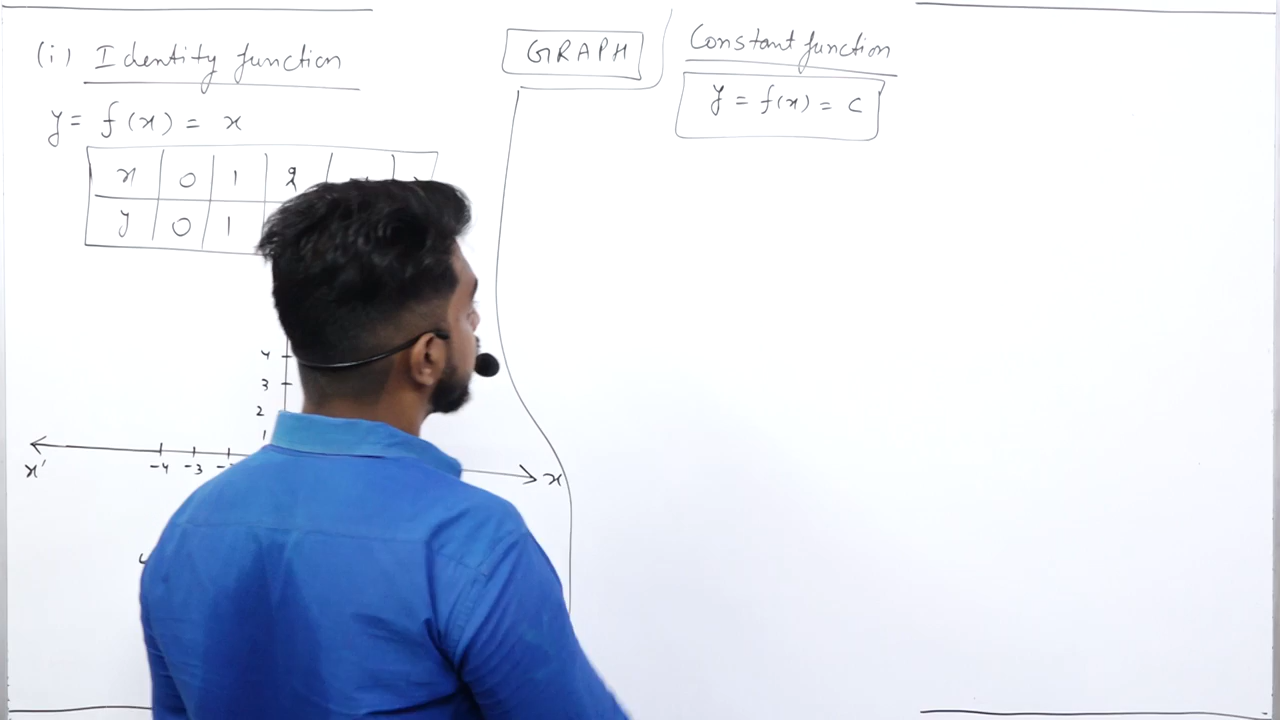 (i) Identity function
y = f(x) = x
x 0 1 2
y 0 1
4
3
2
1
x' -4 -3 x
GRAPH
Constant function
y = f(x) = c